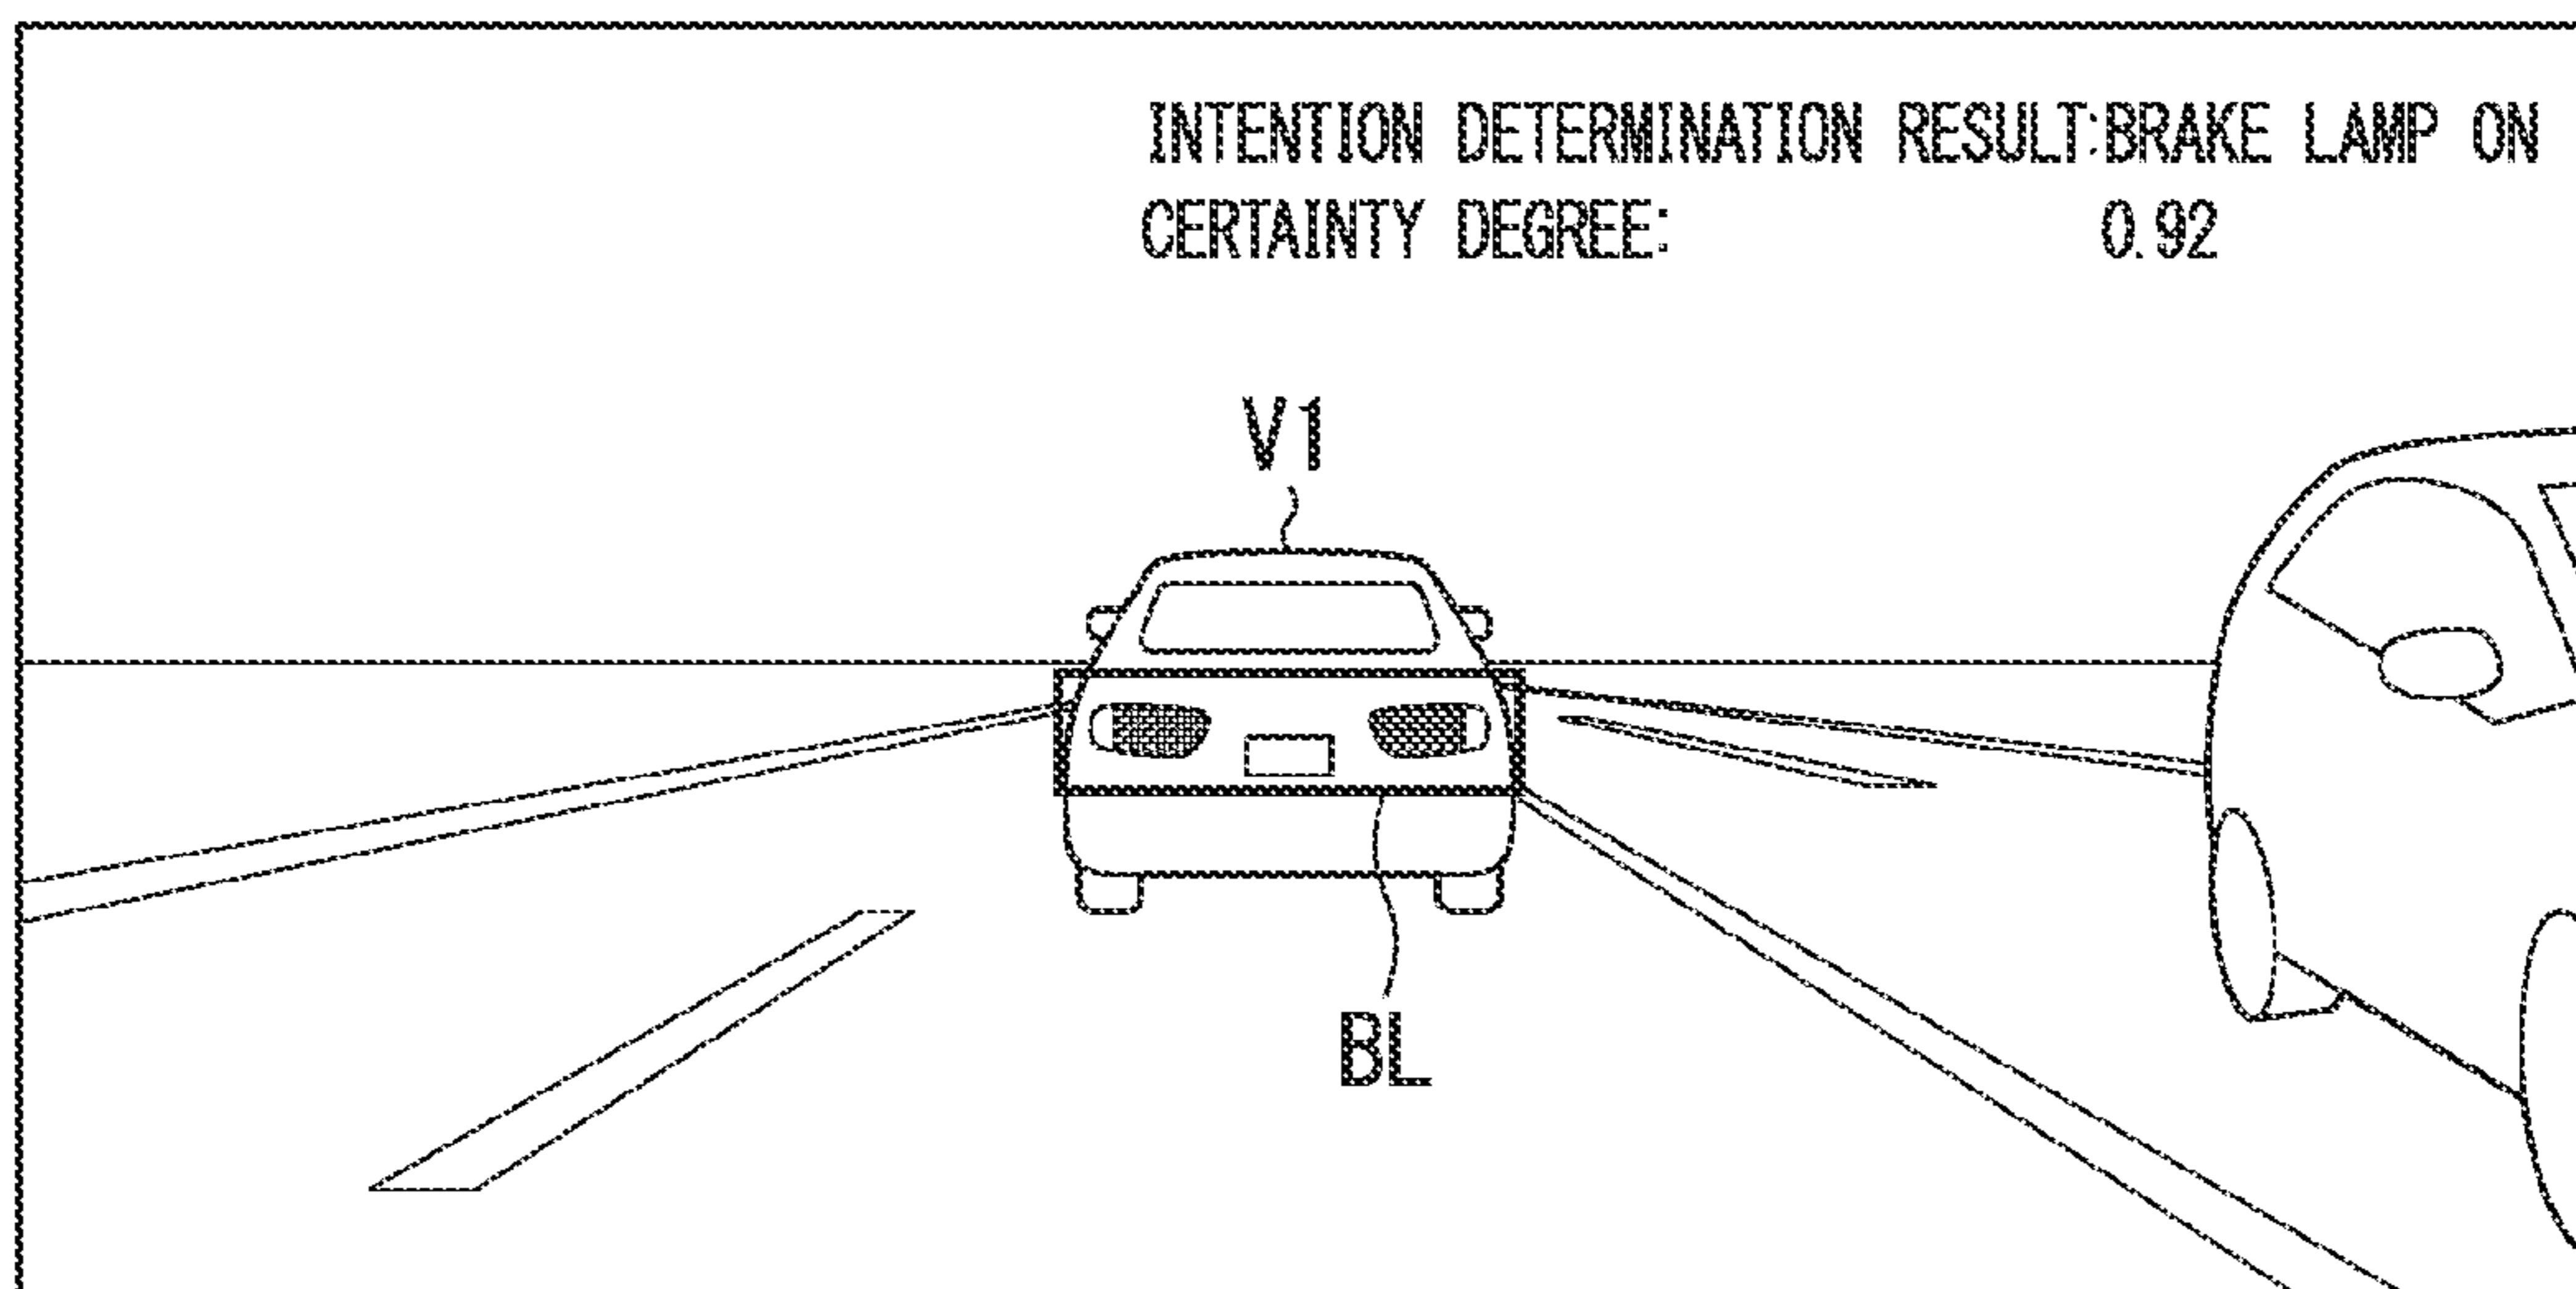 INTENTION DETERMINATION RESULT:BRAKE LAMP ON
CERTAINTY DEGREE: 0.92
V1
BL